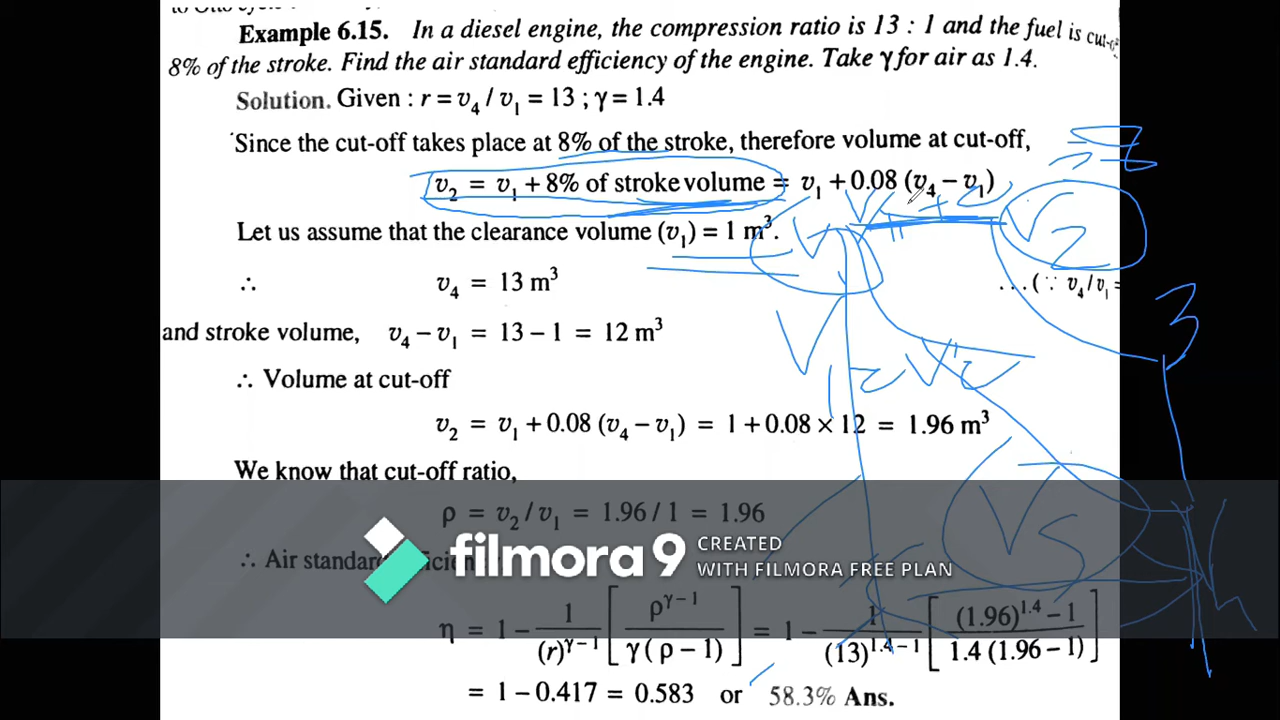 Example 6.15. In a diesel engine, the compression ratio is 13 : 1 and the fuel is cut-of
8% of the stroke. Find the air standard efficiency of the engine. Take γ for air as 1.4.
Solution. Given : r = v₄ / v₁ = 13 ; γ = 1.4
Since the cut-off takes place at 8% of the stroke, therefore volume at cut-off,
v₂ = v₁ + 8% of stroke volume = v₁ + 0.08 (v₄ – v₁)
Let us assume that the clearance volume (v₁) = 1 m³.
∴ v₄ = 13 m³ ...(∵ v₄/v₁ =
and stroke volume, v₄ – v₁ = 13 – 1 = 12 m³
∴ Volume at cut-off
v₂ = v₁ + 0.08 (v₄ – v₁) = 1 + 0.08 × 12 = 1.96 m³
We know that cut-off ratio,
ρ = v₂ / v₁ = 1.96 / 1 = 1.96
∴ Air standard
filmora 9 CREATED
WITH FILMORA FREE PLAN
η = 1 – 1/(r)^γ–1 [ρ^γ–1/γ(ρ – 1)] = 1 – 1/(13)^1.4–1 [(1.96)^1.4 – 1/1.4 (1.96 – 1)]
= 1 – 0.417 = 0.583 or 58.3% Ans.
V2
3